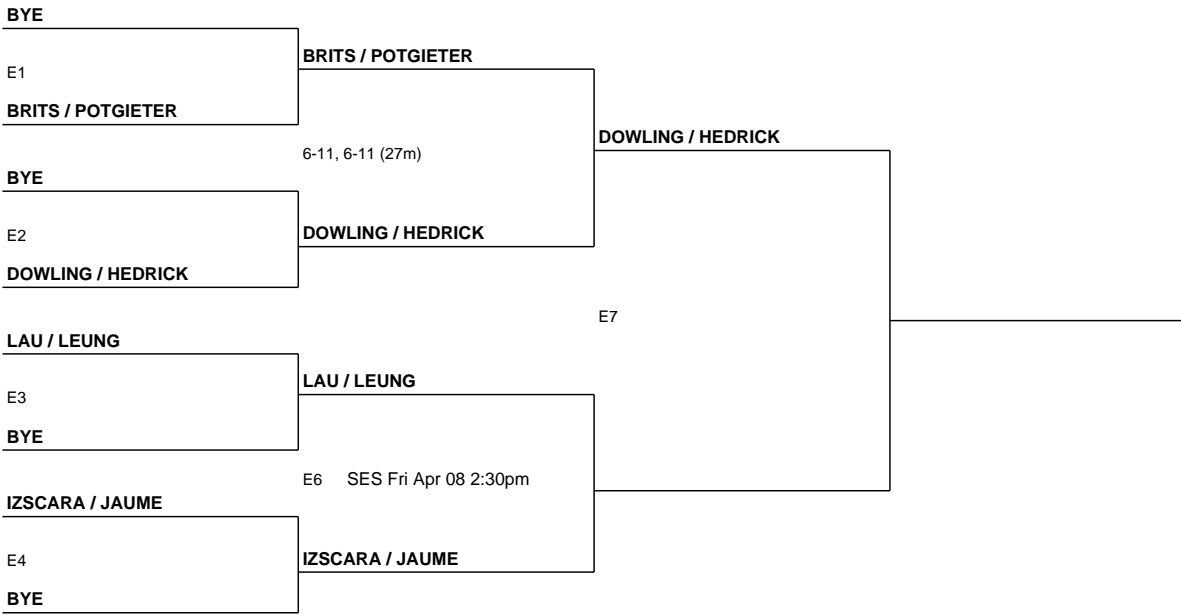 BYE
E1
BRITS / POTGIETER
BYE
E2
DOWLING / HEDRICK
LAU / LEUNG
E3
BYE
IZSCARA / JAUME
E4
BYE
BRITS / POTGIETER
6-11, 6-11 (27m)
DOWLING / HEDRICK
LAU / LEUNG
E6 SES Fri Apr 08 2:30pm
IZSCARA / JAUME
DOWLING / HEDRICK
E7